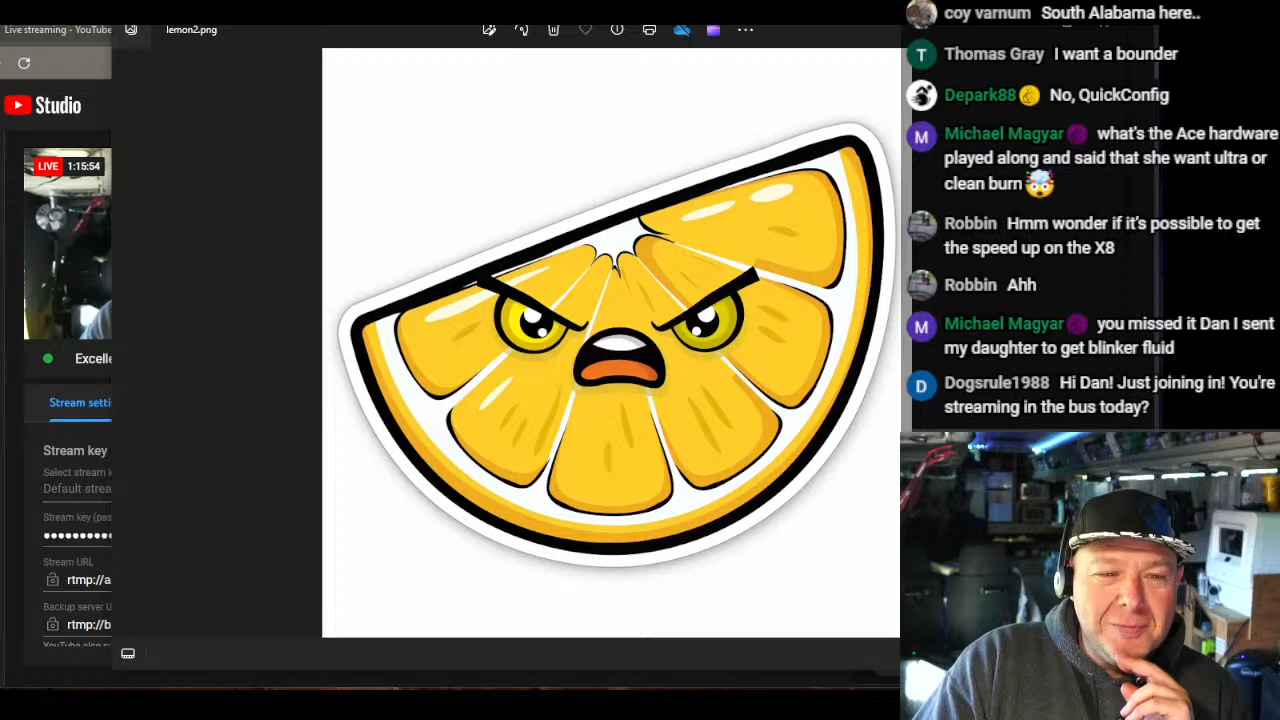 Live streaming - YouTube
lemon2.png
Studio
LIVE 1:15:54
Excelle
Stream setti
Stream key
Select stream k
Default strea
Stream key (pas
Stream URL
rtmp://a
Backup server U
rtmp://b
coy varnum South Alabama here..
T Thomas Gray I want a bounder
Depark88 No, QuickConfig
M Michael Magyar what's the Ace hardware
played along and said that she want ultra or
clean burn 🤯
Robbin Hmm wonder if it's possible to get
the speed up on the X8
Robbin Ahh
M Michael Magyar you missed it Dan I sent
my daughter to get blinker fluid
D Dogsrule1988 Hi Dan! Just joining in! You're
streaming in the bus today?